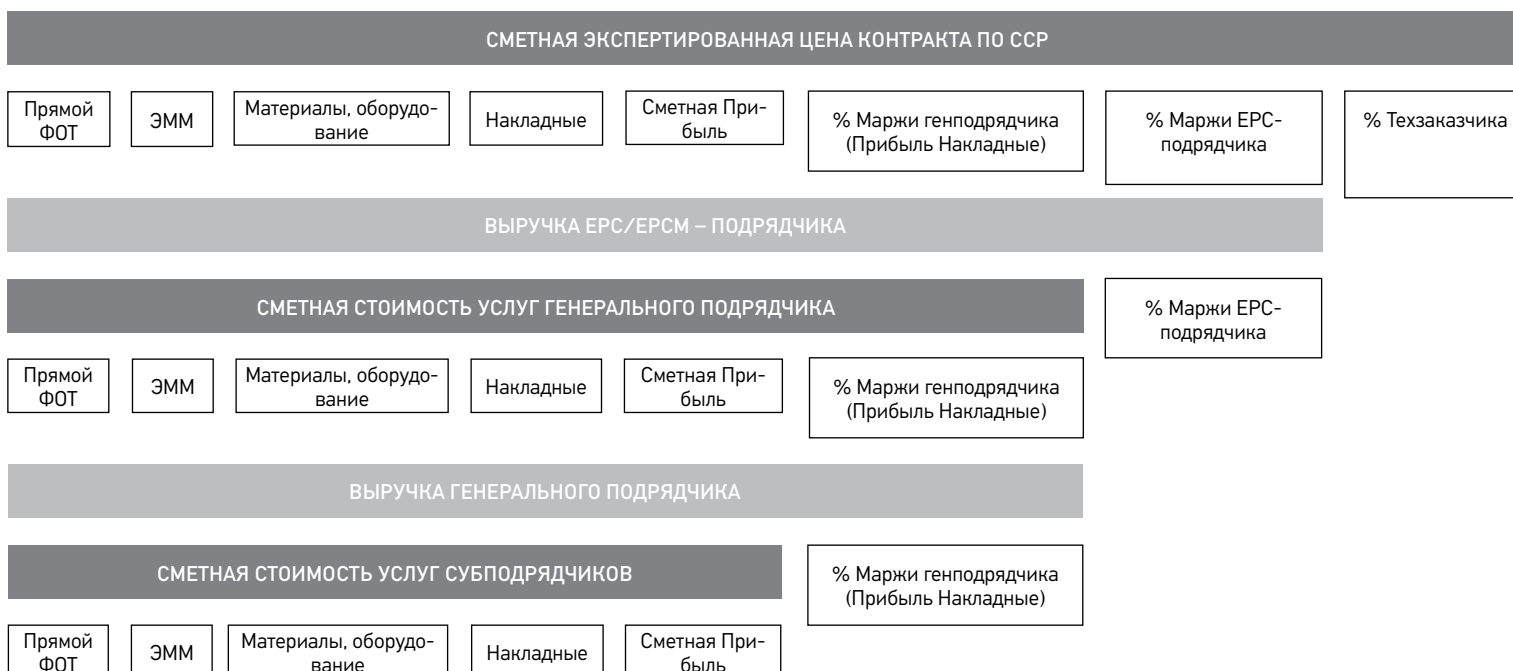 СМЕТНАЯ ЭКСПЕРТИРОВАННАЯ ЦЕНА КОНТРАКТА ПО ССР
Прямой
ФОТ
ЭММ
Материалы, оборудо-
вание
Накладные
Сметная При-
быль
% Маржи генподрядчика
(Прибыль Накладные)
% Маржи EPC-
подрядчика
% Техзаказчика
ВЫРУЧКА EPC/EPCM – ПОДРЯДЧИКА
СМЕТНАЯ СТОИМОСТЬ УСЛУГ ГЕНЕРАЛЬНОГО ПОДРЯДЧИКА
% Маржи EPC-
подрядчика
Прямой
ФОТ
ЭММ
Материалы, оборудо-
вание
Накладные
Сметная При-
быль
% Маржи генподрядчика
(Прибыль Накладные)
ВЫРУЧКА ГЕНЕРАЛЬНОГО ПОДРЯДЧИКА
СМЕТНАЯ СТОИМОСТЬ УСЛУГ СУБПОДРЯДЧИКОВ
% Маржи генподрядчика
(Прибыль Накладные)
Прямой
ФОТ
ЭММ
Материалы, оборудо-
вание
Накладные
Сметная При-
быль